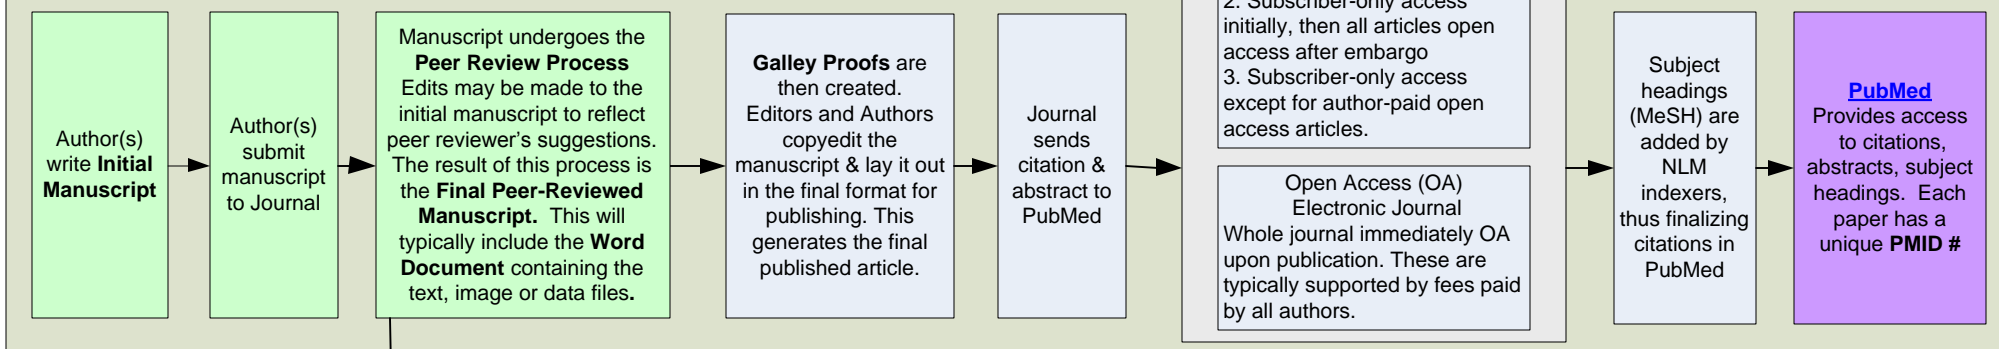 Author(s)
write Initial
Manuscript
Author(s)
submit
manuscript
to Journal
Manuscript undergoes the
Peer Review Process
Edits may be made to the
initial manuscript to reflect
peer reviewer's suggestions.
The result of this process is
the Final Peer-Reviewed
Manuscript. This will
typically include the Word
Document containing the
text, image or data files.
Galley Proofs are
then created.
Editors and Authors
copyedit the
manuscript & lay it out
in the final format for
publishing. This
generates the final
published article.
Journal
sends
citation &
abstract to
PubMed
2. Subscriber-only access
initially, then all articles open
access after embargo
3. Subscriber-only access
except for author-paid open
access articles.
Open Access (OA)
Electronic Journal
Whole journal immediately OA
upon publication. These are
typically supported by fees paid
by all authors.
Subject
headings
(MeSH) are
added by
NLM
indexers,
thus finalizing
citations in
PubMed
PubMed
Provides access
to citations,
abstracts, subject
headings. Each
paper has a
unique PMID #